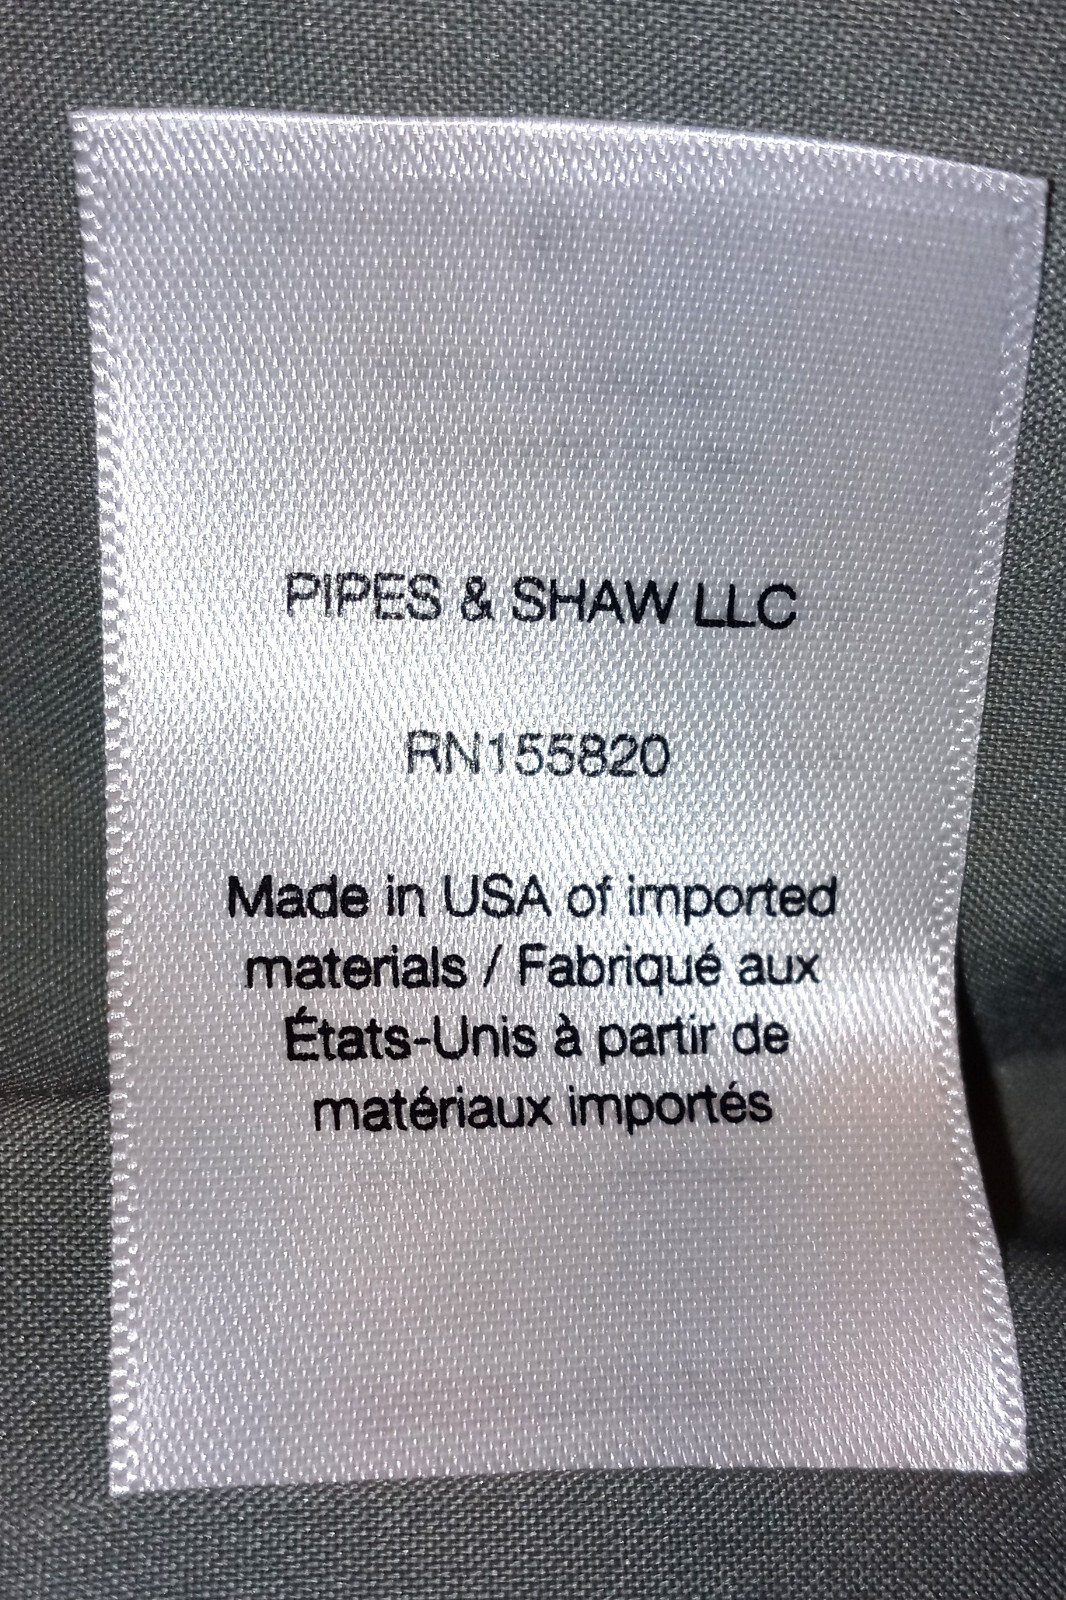 PIPES & SHAW LLC
RN155820
Made in USA of imported
materials / Fabriqué aux
États-Unis à partir de
matériaux importés